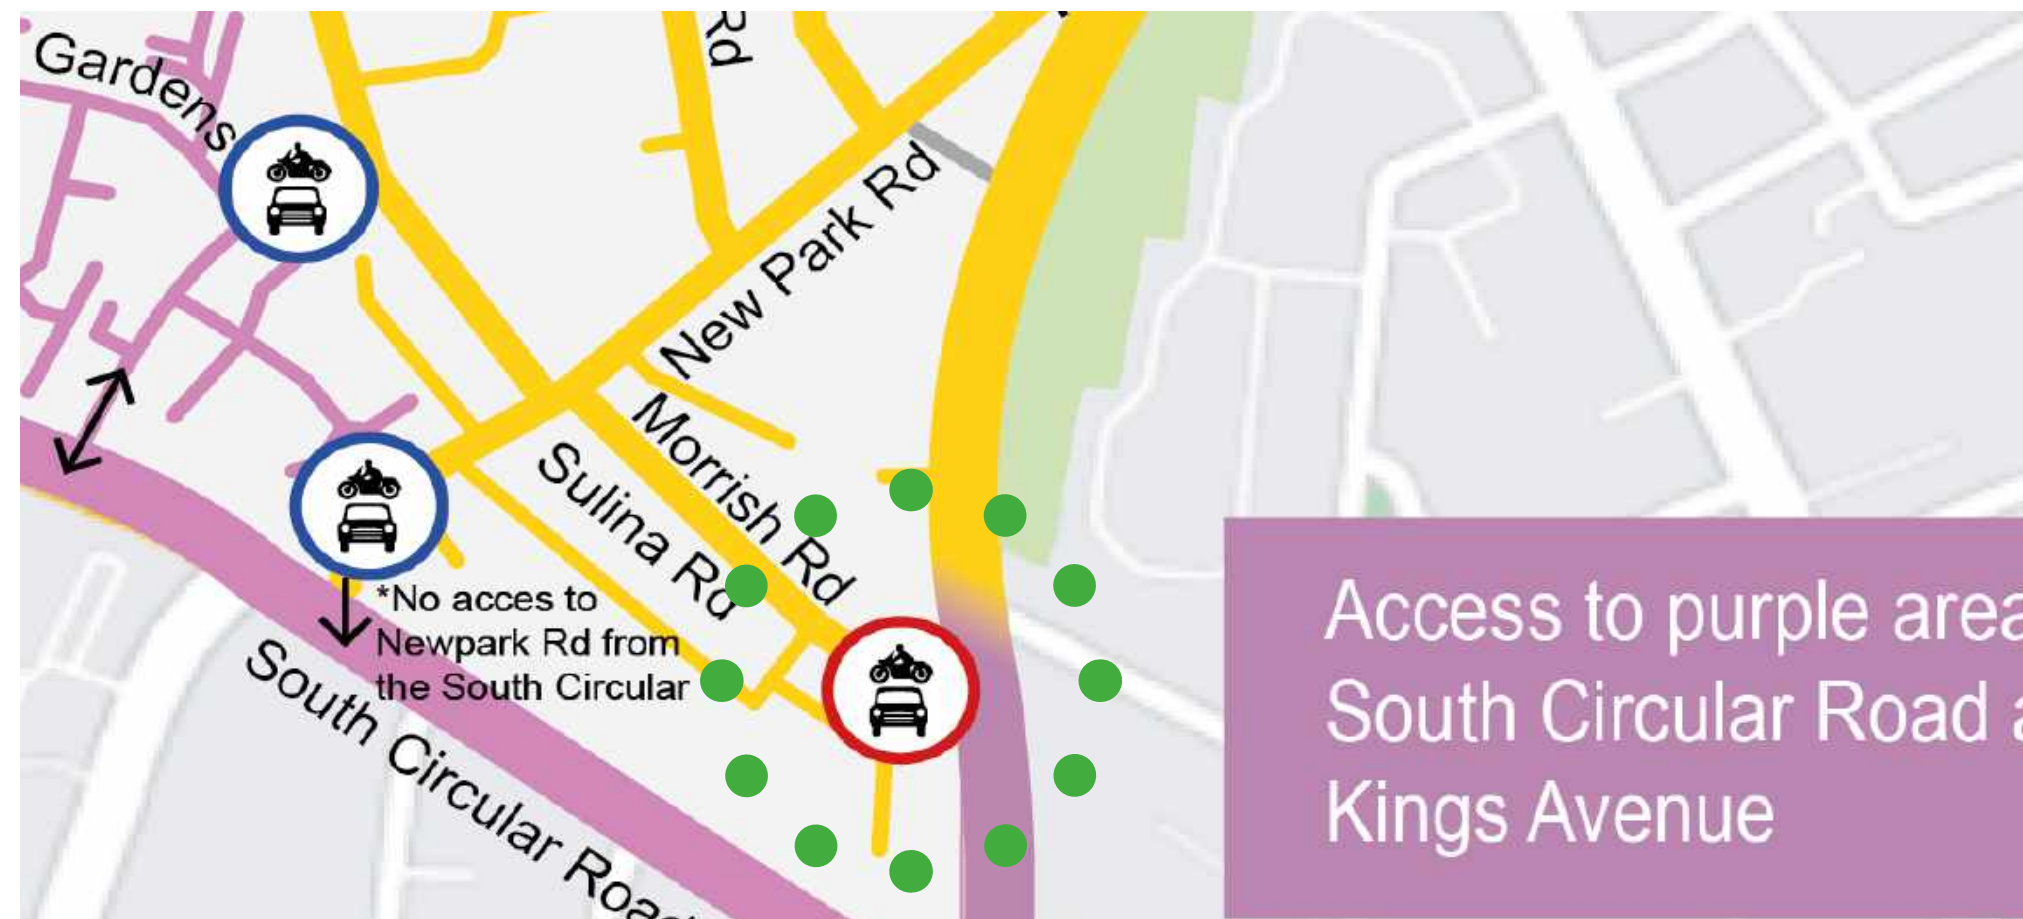 Gardens
Rd
New Park Rd
Morrish Rd
Sulina Rd
*No acces to
Newpark Rd from
the South Circular
South Circular Road
Access to purple area
South Circular Road a
Kings Avenue